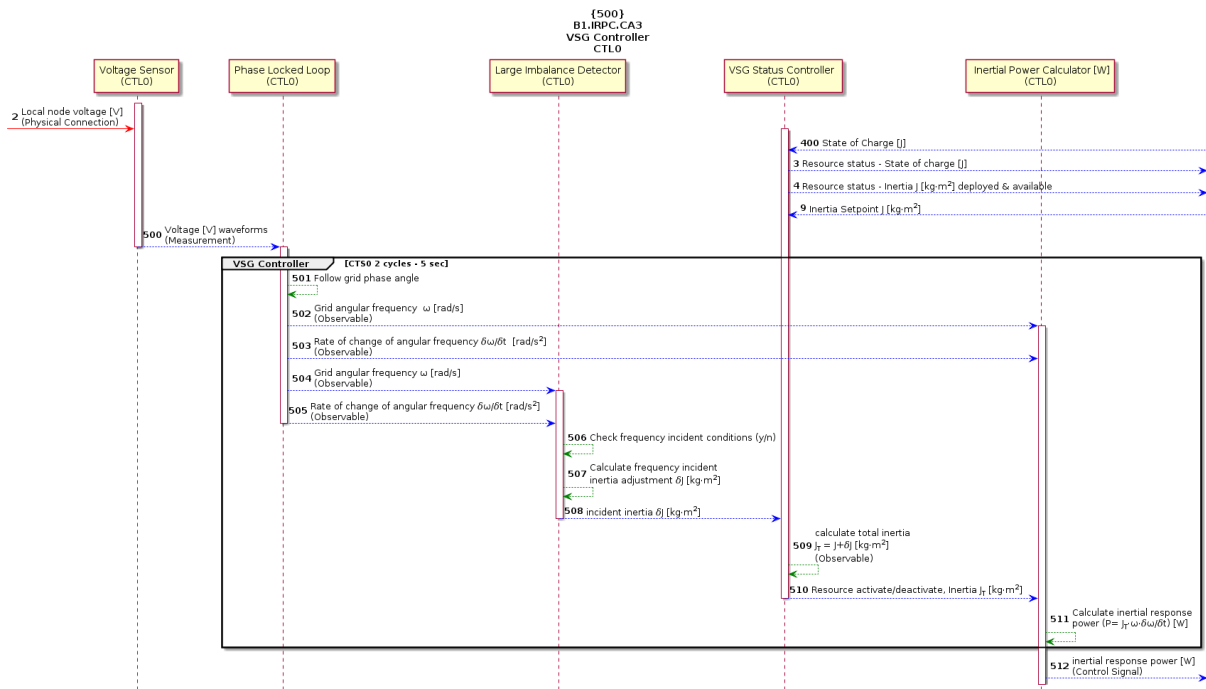 {500}
B1.IRPC.CA3
VSG Controller
CTL0
Voltage Sensor
(CTL0)
Phase Locked Loop
(CTL0)
Large Imbalance Detector
(CTL0)
VSG Status Controller
(CTL0)
Inertial Power Calculator [W]
(CTL0)
2 Local node voltage [V]
(Physical Connection)
400 State of Charge [J]
3 Resource status - State of charge [J]
4 Resource status - Inertia J [kg·m²] deployed & available
9 Inertia Setpoint J [kg·m²]
500 Voltage [V] waveforms
(Measurement)
VSG Controller [CTS0 2 cycles - 5 sec]
501 Follow grid phase angle
502 Grid angular frequency ω [rad/s]
(Observable)
503 Rate of change of angular frequency δω/δt [rad/s²]
(Observable)
504 Grid angular frequency ω [rad/s]
(Observable)
505 Rate of change of angular frequency δω/δt [rad/s²]
(Observable)
506 Check frequency incident conditions (y/n)
507 Calculate frequency incident
inertia adjustment δJ [kg·m²]
508 incident inertia δJ [kg·m²]
509 calculate total inertia
J_T = J+δJ [kg·m²]
(Observable)
510 Resource activate/deactivate, Inertia J_T [kg·m²]
511 Calculate inertial response
power (P= J_T·ω·δω/δt) [W]
512 inertial response power [W]
(Control Signal)